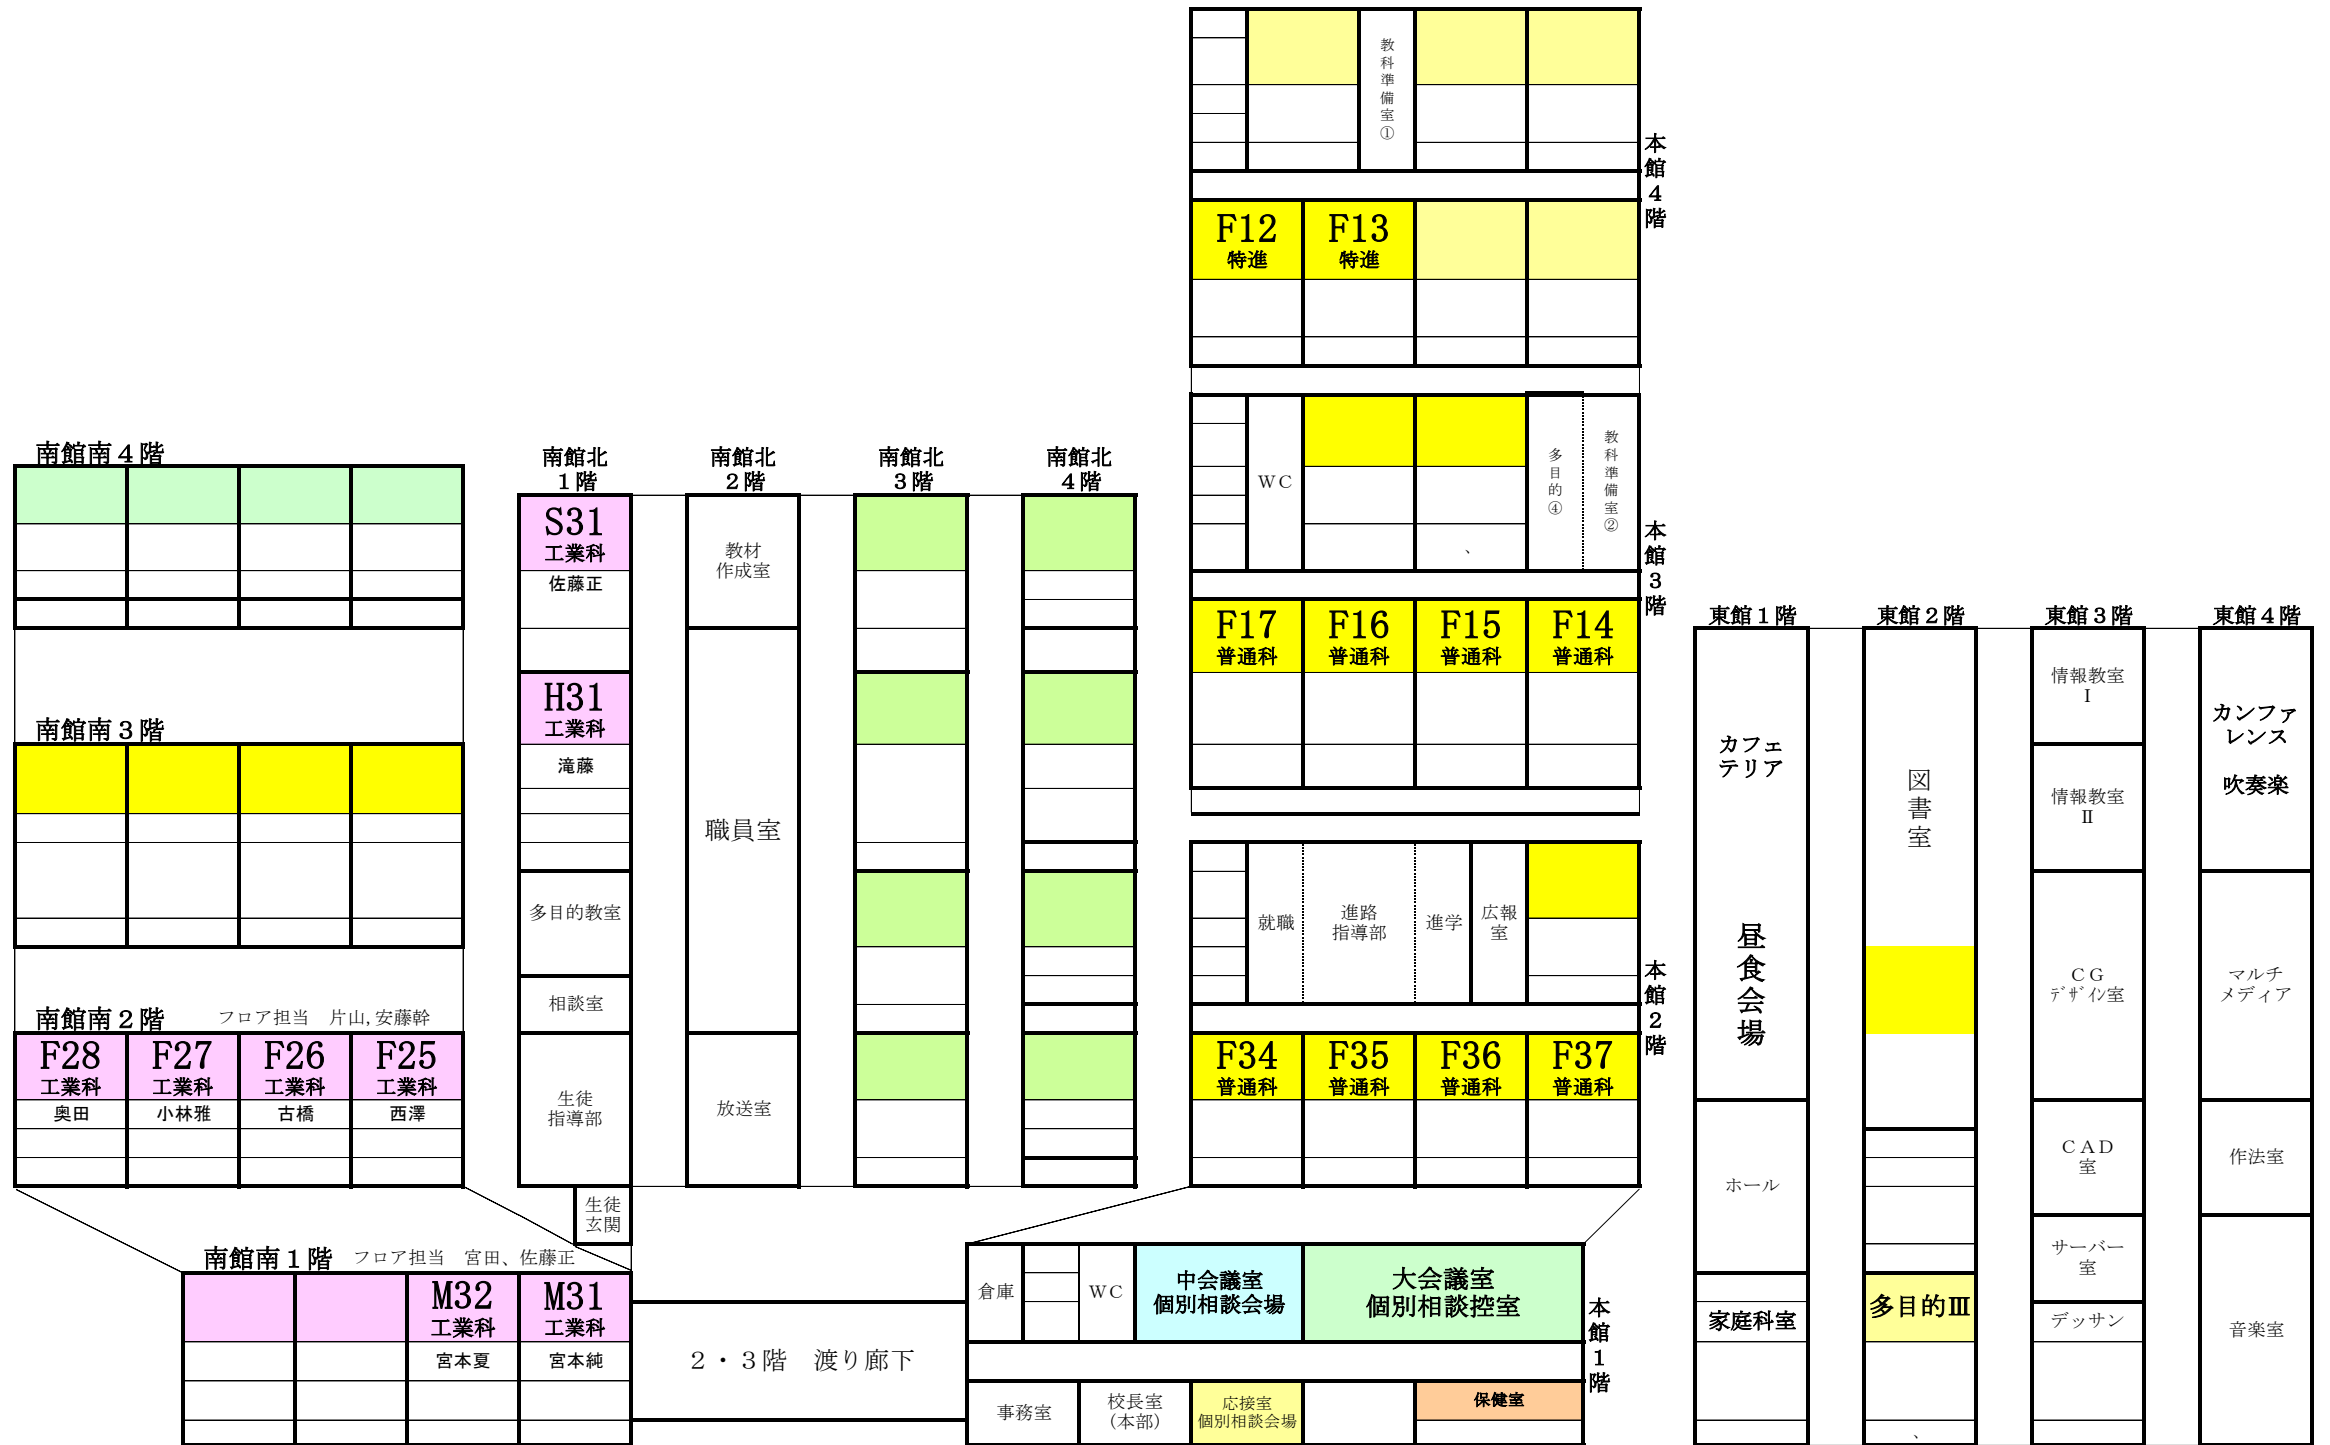 教科準備室①
本館４階
F12 F13
特進 特進
教科準備室②
多目的④
WC
、
本館３階
F17 F16 F15 F14
普通科 普通科 普通科 普通科
就職 進路指導部 進学 広報室
本館２階
F34 F35 F36 F37
普通科 普通科 普通科 普通科
南館南４階
南館南３階
南館南２階 フロア担当　片山,安藤幹
F28 F27 F26 F25
工業科 工業科 工業科 工業科
奥田 小林雅 古橋 西澤
南館南１階 フロア担当　宮田、佐藤正
M32 M31
工業科 工業科
宮本夏 宮本純
南館北
１階
S31
工業科
佐藤正
H31
工業科
滝藤
多目的教室
相談室
生徒
指導部
生徒
玄関
南館北
２階
教材
作成室
職員室
放送室
南館北
３階
南館北
４階
２・３階　渡り廊下
倉庫
WC
中会議室
個別相談会場
大会議室
個別相談控室
本館１階
事務室
校長室
(本部)
応接室
個別相談会場
保健室
東館１階
カフェ
テリア
昼食会場
ホール
家庭科室
東館２階
図書室
多目的Ⅲ
、
東館３階
情報教室
Ⅰ
情報教室
Ⅱ
ＣＧ
ﾃﾞｻﾞｲﾝ室
ＣＡＤ
室
サーバー
室
デッサン
東館４階
カンファ
レンス
吹奏楽
マルチ
メディア
作法室
音楽室